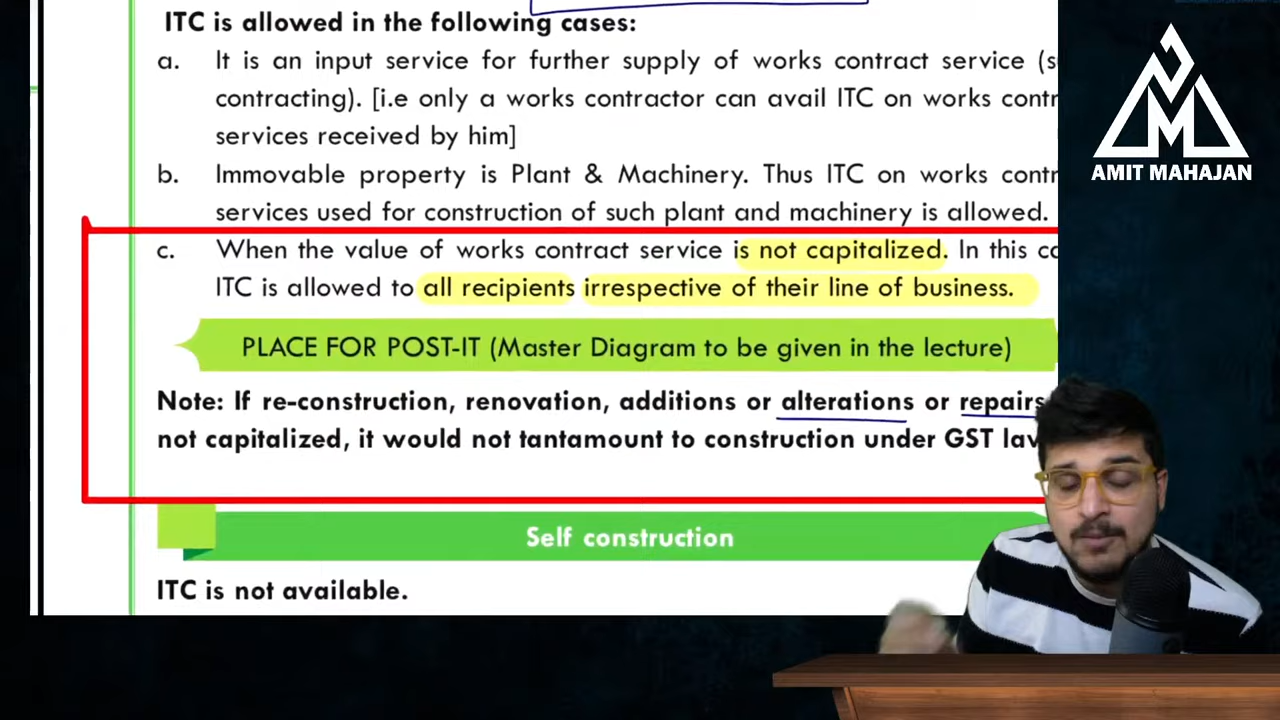 ITC is allowed in the following cases:
a. It is an input service for further supply of works contract service
contracting). [i.e only a works contractor can avail ITC on works
services received by him]
b. Immovable property is Plant & Machinery. Thus ITC on works
services used for construction of such plant and machinery is allowed.
c. When the value of works contract service is not capitalized. In this
ITC is allowed to all recipients irrespective of their line of business.
PLACE FOR POST-IT (Master Diagram to be given in the lecture)
Note: If re-construction, renovation, additions or alterations or repairs
not capitalized, it would not tantamount to construction under GST
Self construction
ITC is not available.
AMIT MAHAJAN